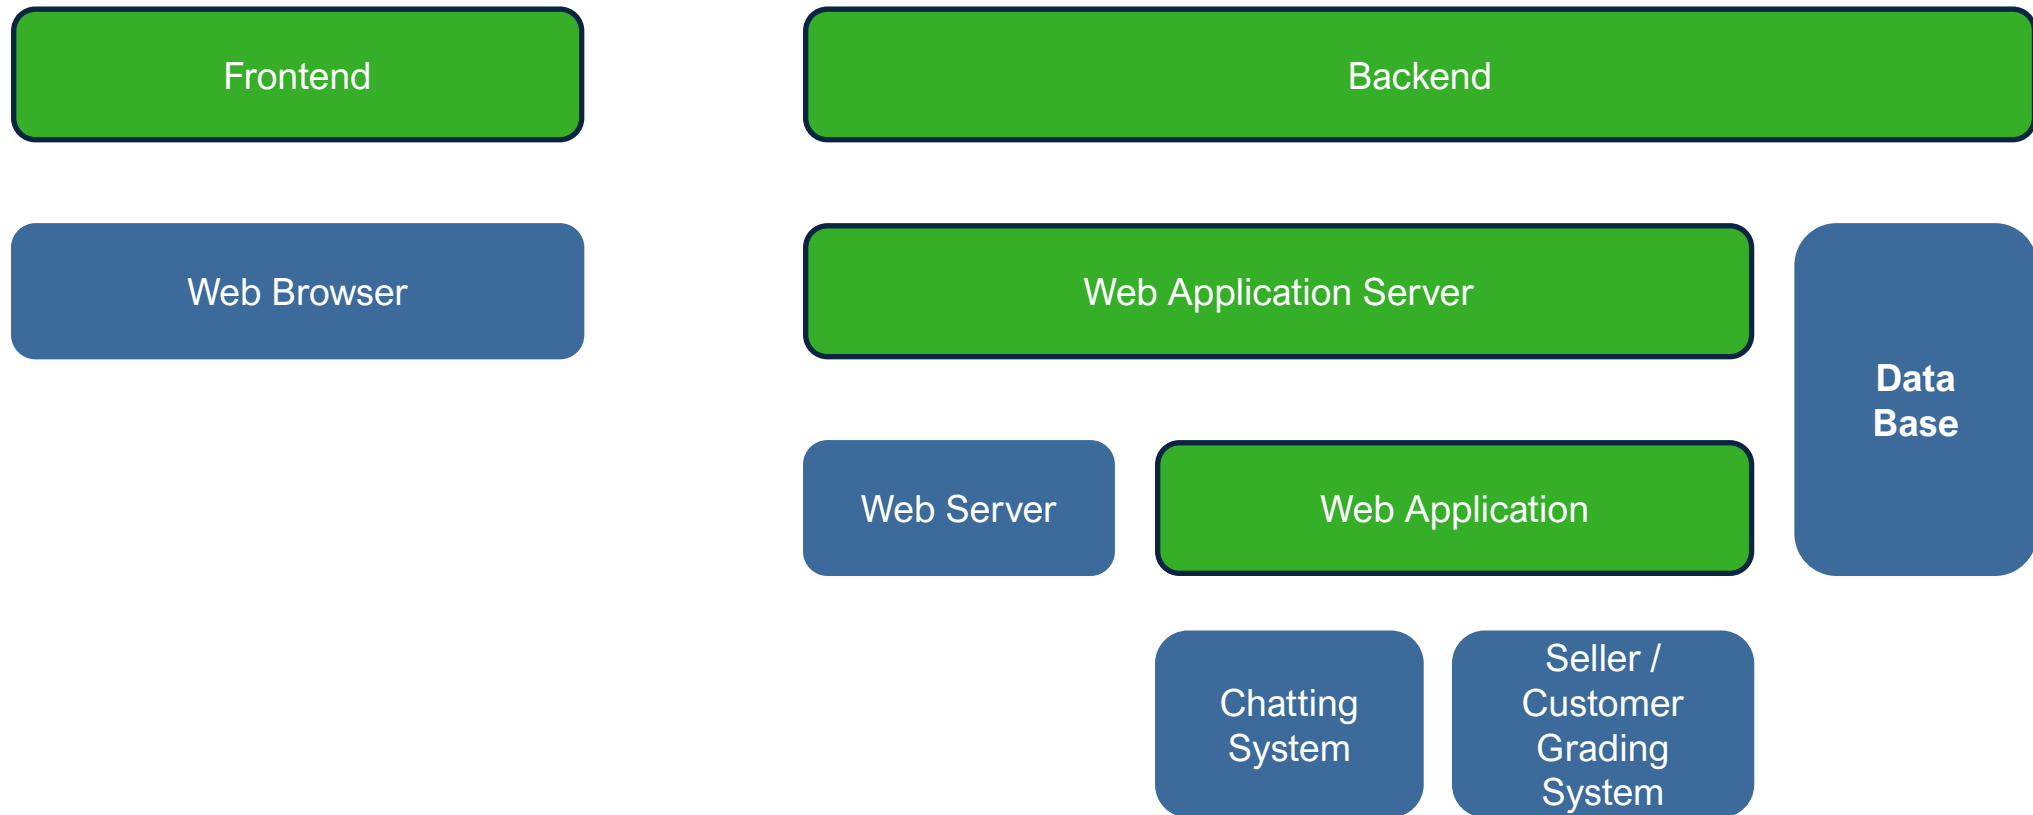 Frontend
Backend
Web Browser
Web Application Server
Data
Base
Web Server
Web Application
Chatting
System
Seller /
Customer
Grading
System